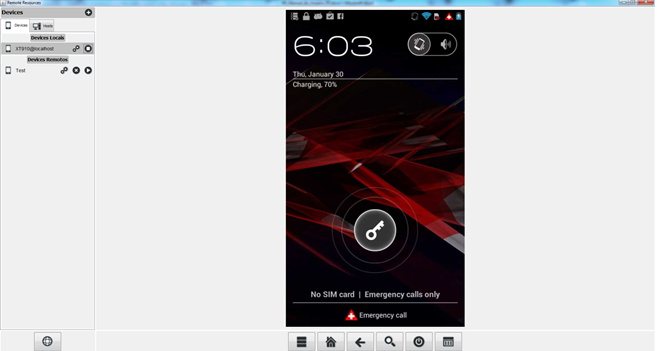 Remote Resources
Devices
Devices
Hosts
Devices Locais
XT910@localhost
Devices Remotos
Test
6:03
Thu, January 30
Charging, 70%
No SIM card | Emergency calls only
Emergency call